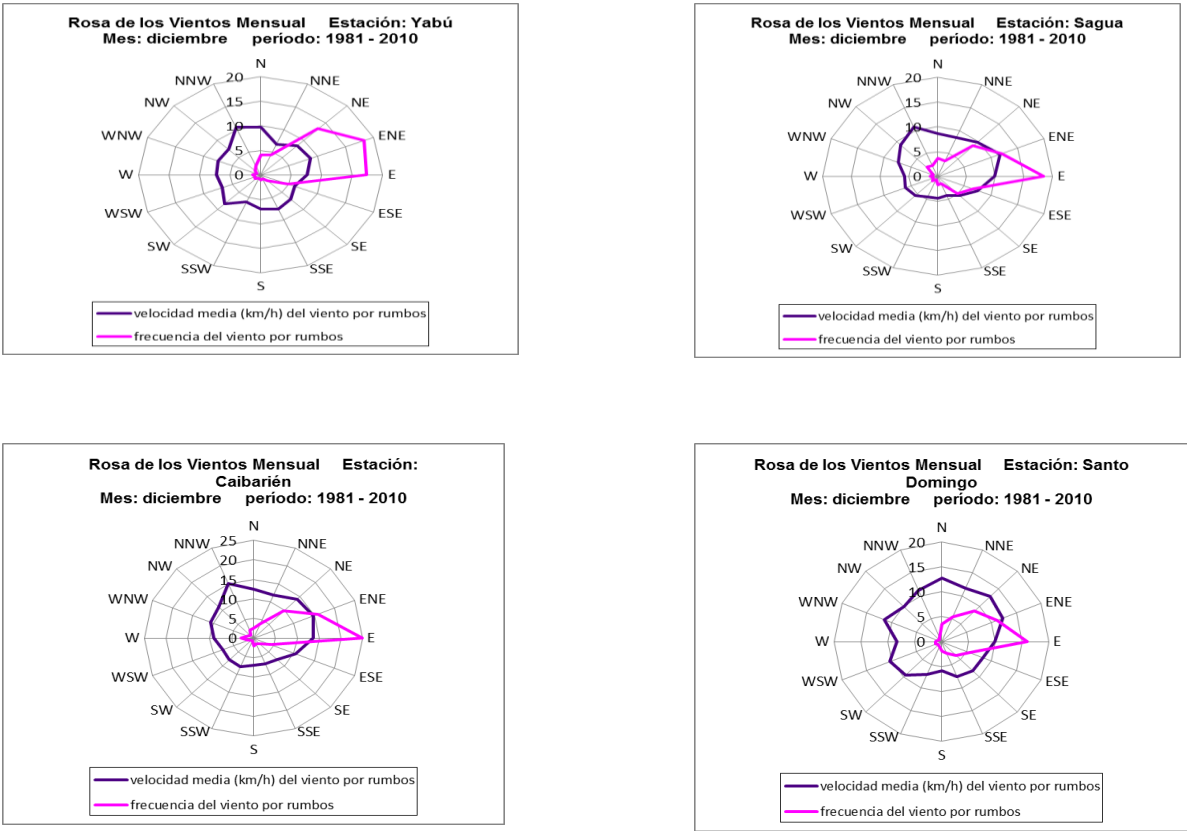 Rosa de los Vientos Mensual Estación: Yabú
Mes: diciembre período: 1981 - 2010
N
NNE
NE
ENE
E
ESE
SE
SSE
S
SSW
SW
WSW
W
WNW
NW
NNW
20
15
10
5
0
velocidad media (km/h) del viento por rumbos
frecuencia del viento por rumbos
Rosa de los Vientos Mensual Estación: Sagua
Mes: diciembre período: 1981 - 2010
N
NNE
NE
ENE
E
ESE
SE
SSE
S
SSW
SW
WSW
W
WNW
NW
NNW
20
15
10
5
0
velocidad media (km/h) del viento por rumbos
frecuencia del viento por rumbos
Rosa de los Vientos Mensual Estación:
Caibarién
Mes: diciembre período: 1981 - 2010
N
NNE
NE
ENE
E
ESE
SE
SSE
S
SSW
SW
WSW
W
WNW
NW
NNW
25
20
15
10
5
0
velocidad media (km/h) del viento por rumbos
frecuencia del viento por rumbos
Rosa de los Vientos Mensual Estación: Santo
Domingo
Mes: diciembre período: 1981 - 2010
N
NNE
NE
ENE
E
ESE
SE
SSE
S
SSW
SW
WSW
W
WNW
NW
NNW
20
15
10
5
0
velocidad media (km/h) del viento por rumbos
frecuencia del viento por rumbos